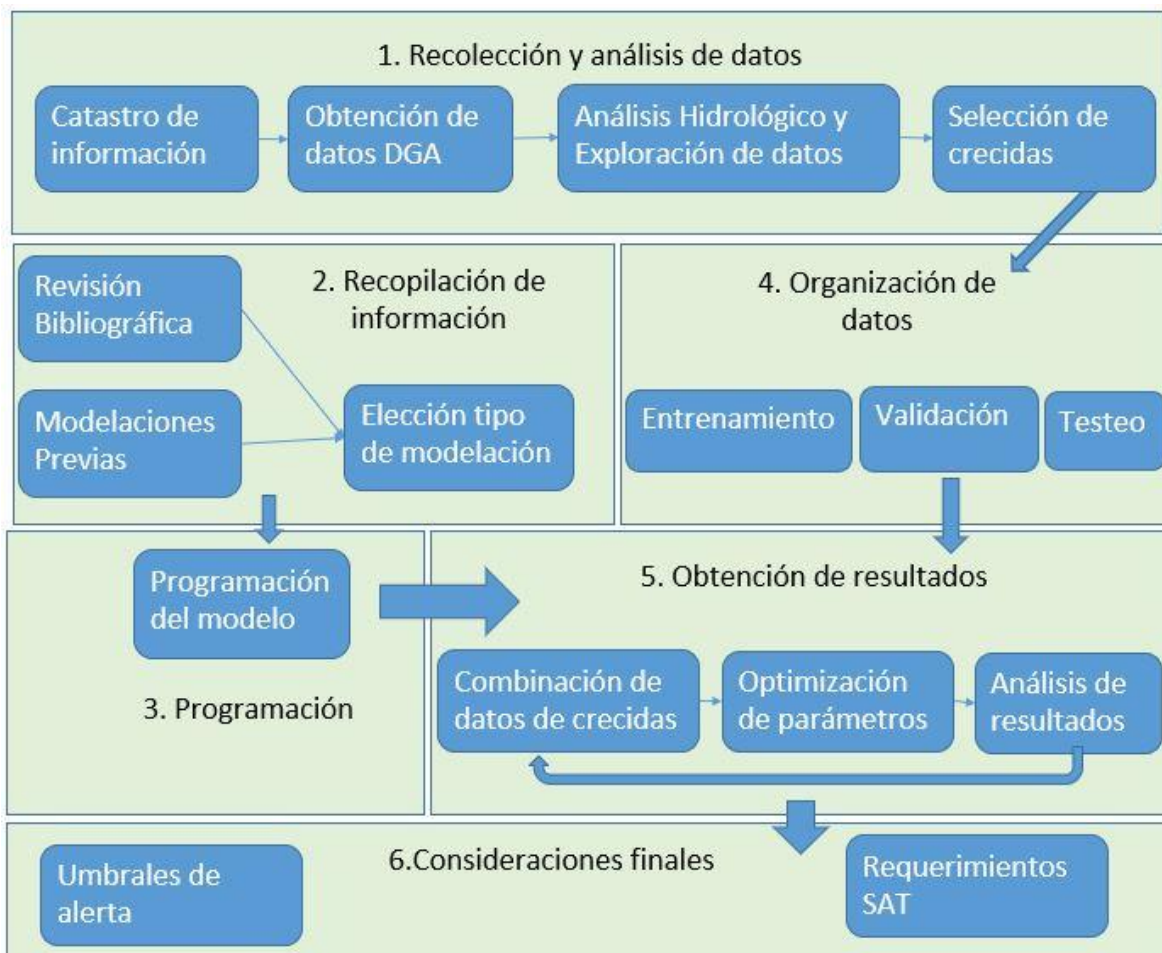 1. Recolección y análisis de datos
Catastro de
información
Obtención de
datos DGA
Análisis Hidrológico y
Exploración de datos
Selección de
crecidas
2. Recopilación de
información
Revisión
Bibliográfica
Modelaciones
Previas
Elección tipo
de modelación
4. Organización de
datos
Entrenamiento
Validación
Testeo
Programación
del modelo
3. Programación
5. Obtención de resultados
Combinación de
datos de crecidas
Optimización
de parámetros
Análisis de
resultados
6.Consideraciones finales
Umbrales de
alerta
Requerimientos
SAT